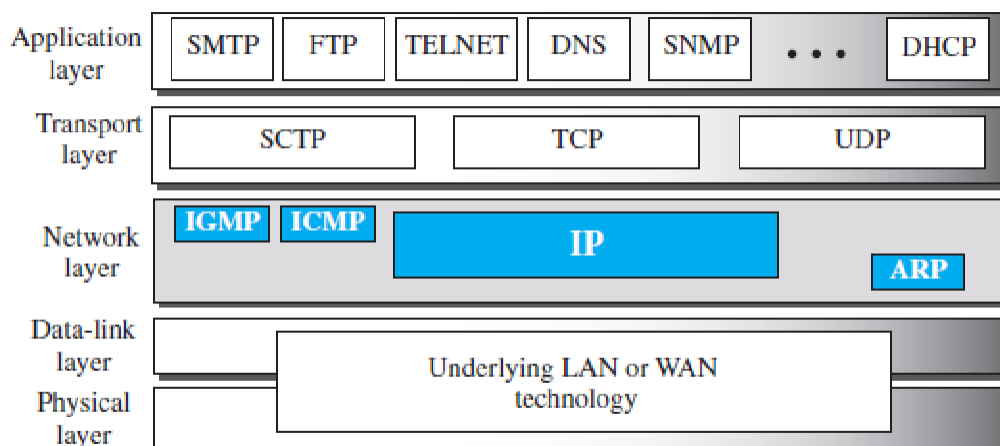 Application
layer
SMTP
FTP
TELNET
DNS
SNMP
• • •
DHCP
Transport
layer
SCTP
TCP
UDP
Network
layer
IGMP
ICMP
IP
ARP
Data-link
layer
Underlying LAN or WAN
technology
Physical
layer